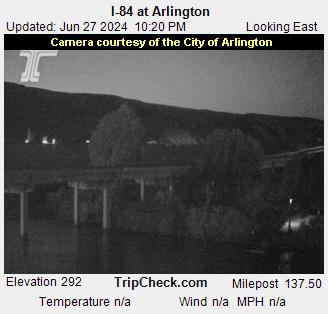 I-84 at Arlington
Updated: Jun 27 2024 10:20 PM Looking East
Camera courtesy of the City of Arlington
Elevation 292 TripCheck.com Milepost 137.50
Temperature n/a Wind n/a MPH n/a